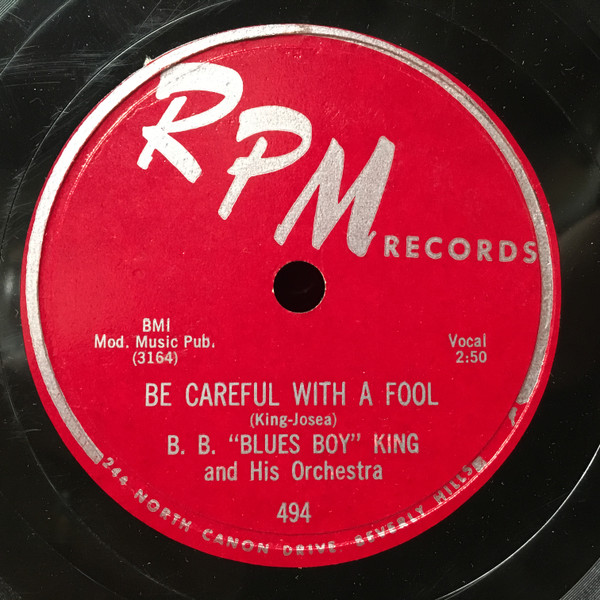 RPM
RECORDS
BMI
Mod. Music Pub.
(3164)
Vocal
2:50
BE CAREFUL WITH A FOOL
(King-Josea)
B. B. “BLUES BOY” KING
and His Orchestra
494
244 NORTH CANON DRIVE. BEVERLY HILLS